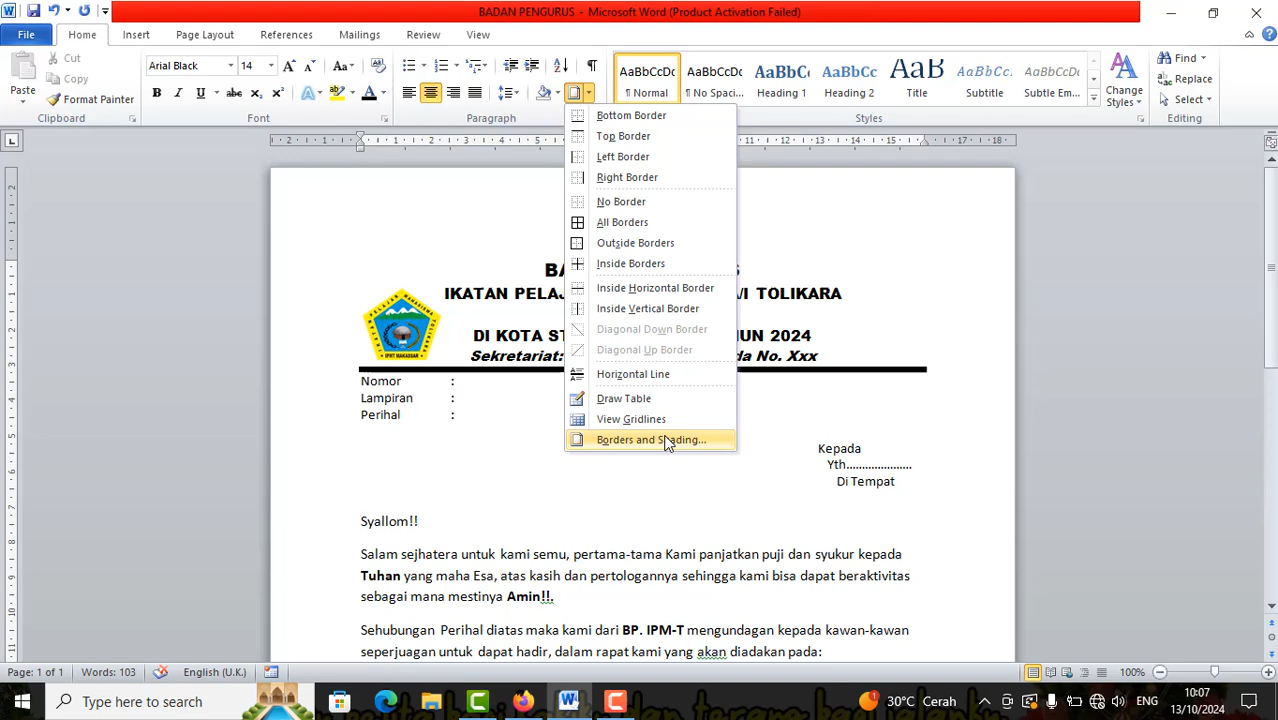 BADAN PENGURUS - Microsoft Word (Product Activation Failed)
File Home Insert Page Layout References Mailings Review View
Cut
Copy
Format Painter
Paste
Clipboard
Arial Black 14
Font
Paragraph
AaBbCcDc ¶ Normal
AaBbCcDc ¶ No Spaci...
AaBbCc Heading 1
AaBbCc Heading 2
AaB Title
AaBbCcDc Subtitle
AaBbCcDc Subtle Em...
Change Styles
Styles
Find
Replace
Select
Editing
Bottom Border
Top Border
Left Border
Right Border
No Border
All Borders
Outside Borders
Inside Borders
Inside Horizontal Border
Inside Vertical Border
Diagonal Down Border
Diagonal Up Border
Horizontal Line
Draw Table
View Gridlines
Borders and Shading...
IKATAN TOLIKARA
DI KOTA 2024
Sekretariat: No. Xxx
IPMT MAKASSAR
Nomor :
Lampiran :
Perihal :
Kepada
Yth.....................
Di Tempat
Syallom!!
Salam sejhatera untuk kami semu, pertama-tama Kami panjatkan puji dan syukur kepada
Tuhan yang maha Esa, atas kasih dan pertologannya sehingga kami bisa dapat beraktivitas
sebagai mana mestinya Amin!!.
Sehubungan Perihal diatas maka kami dari BP. IPM-T mengundagan kepada kawan-kawan
seperjuagan untuk dapat hadir, dalam rapat kami yang akan diadakan pada:
Page: 1 of 1 Words: 103 English (U.K.) 100%
Type here to search
30°C Cerah
ENG
10:07
13/10/2024